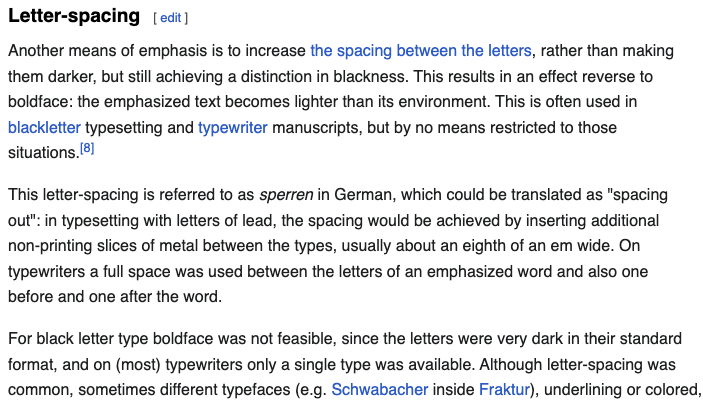 Letter-spacing [ edit ]
Another means of emphasis is to increase the spacing between the letters, rather than making
them darker, but still achieving a distinction in blackness. This results in an effect reverse to
boldface: the emphasized text becomes lighter than its environment. This is often used in
blackletter typesetting and typewriter manuscripts, but by no means restricted to those
situations.[8]
This letter-spacing is referred to as sperren in German, which could be translated as "spacing
out": in typesetting with letters of lead, the spacing would be achieved by inserting additional
non-printing slices of metal between the types, usually about an eighth of an em wide. On
typewriters a full space was used between the letters of an emphasized word and also one
before and one after the word.
For black letter type boldface was not feasible, since the letters were very dark in their standard
format, and on (most) typewriters only a single type was available. Although letter-spacing was
common, sometimes different typefaces (e.g. Schwabacher inside Fraktur), underlining or colored,